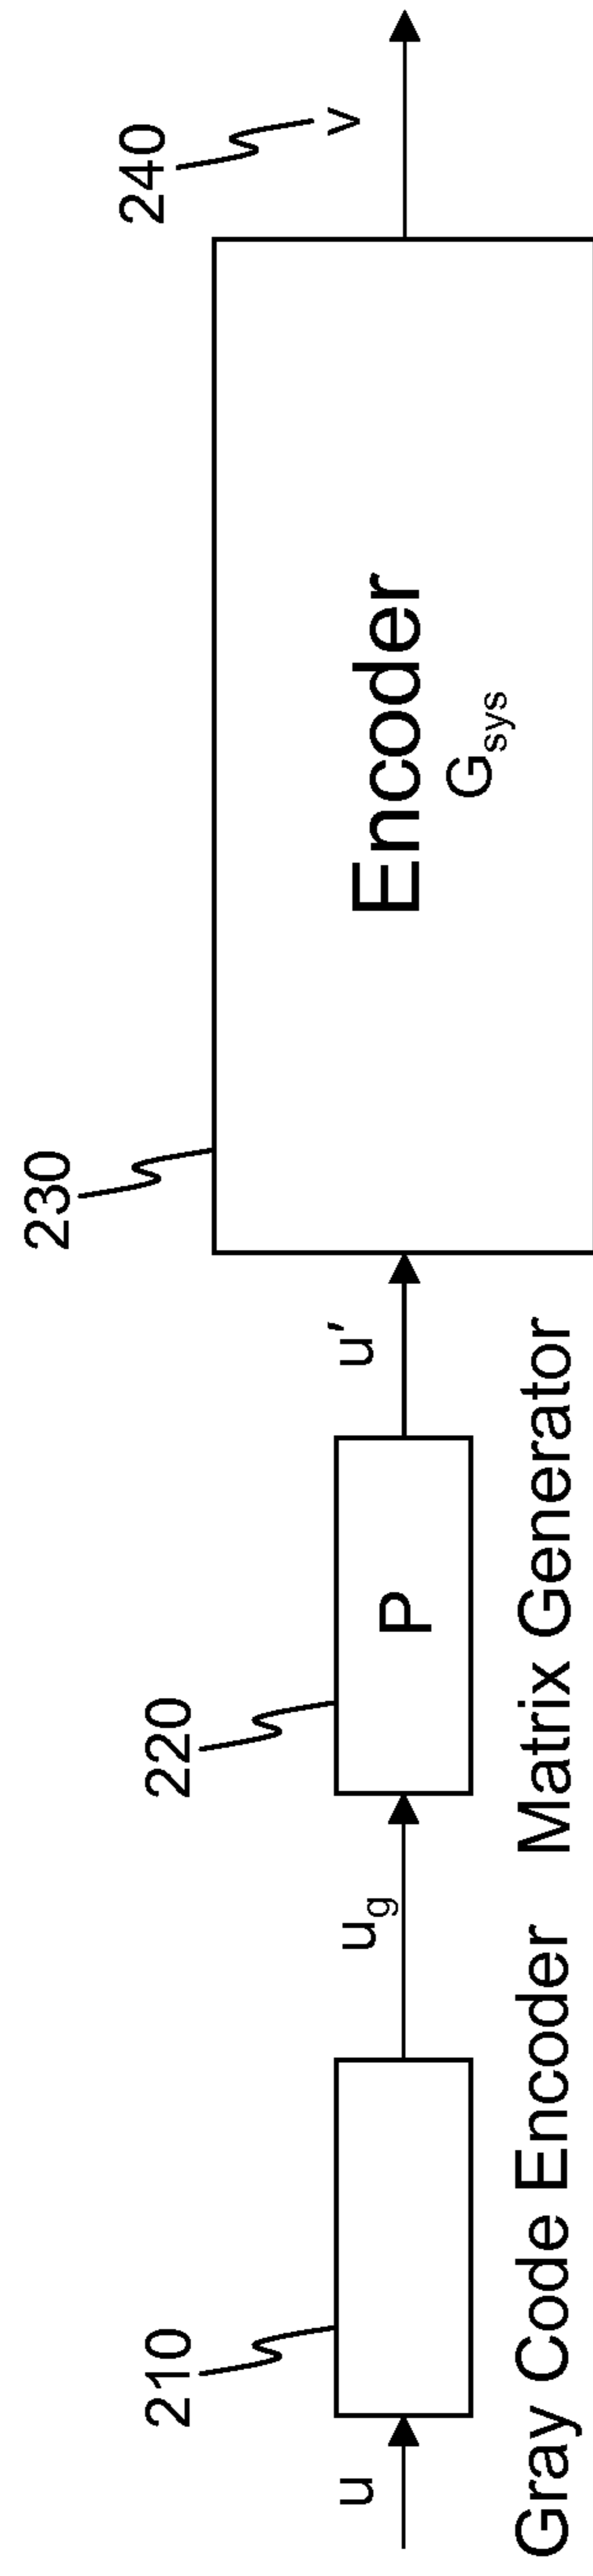 210
220
230
240
u
u_g
P
u′
Encoder
G_sys
v
Gray Code Encoder
Matrix Generator